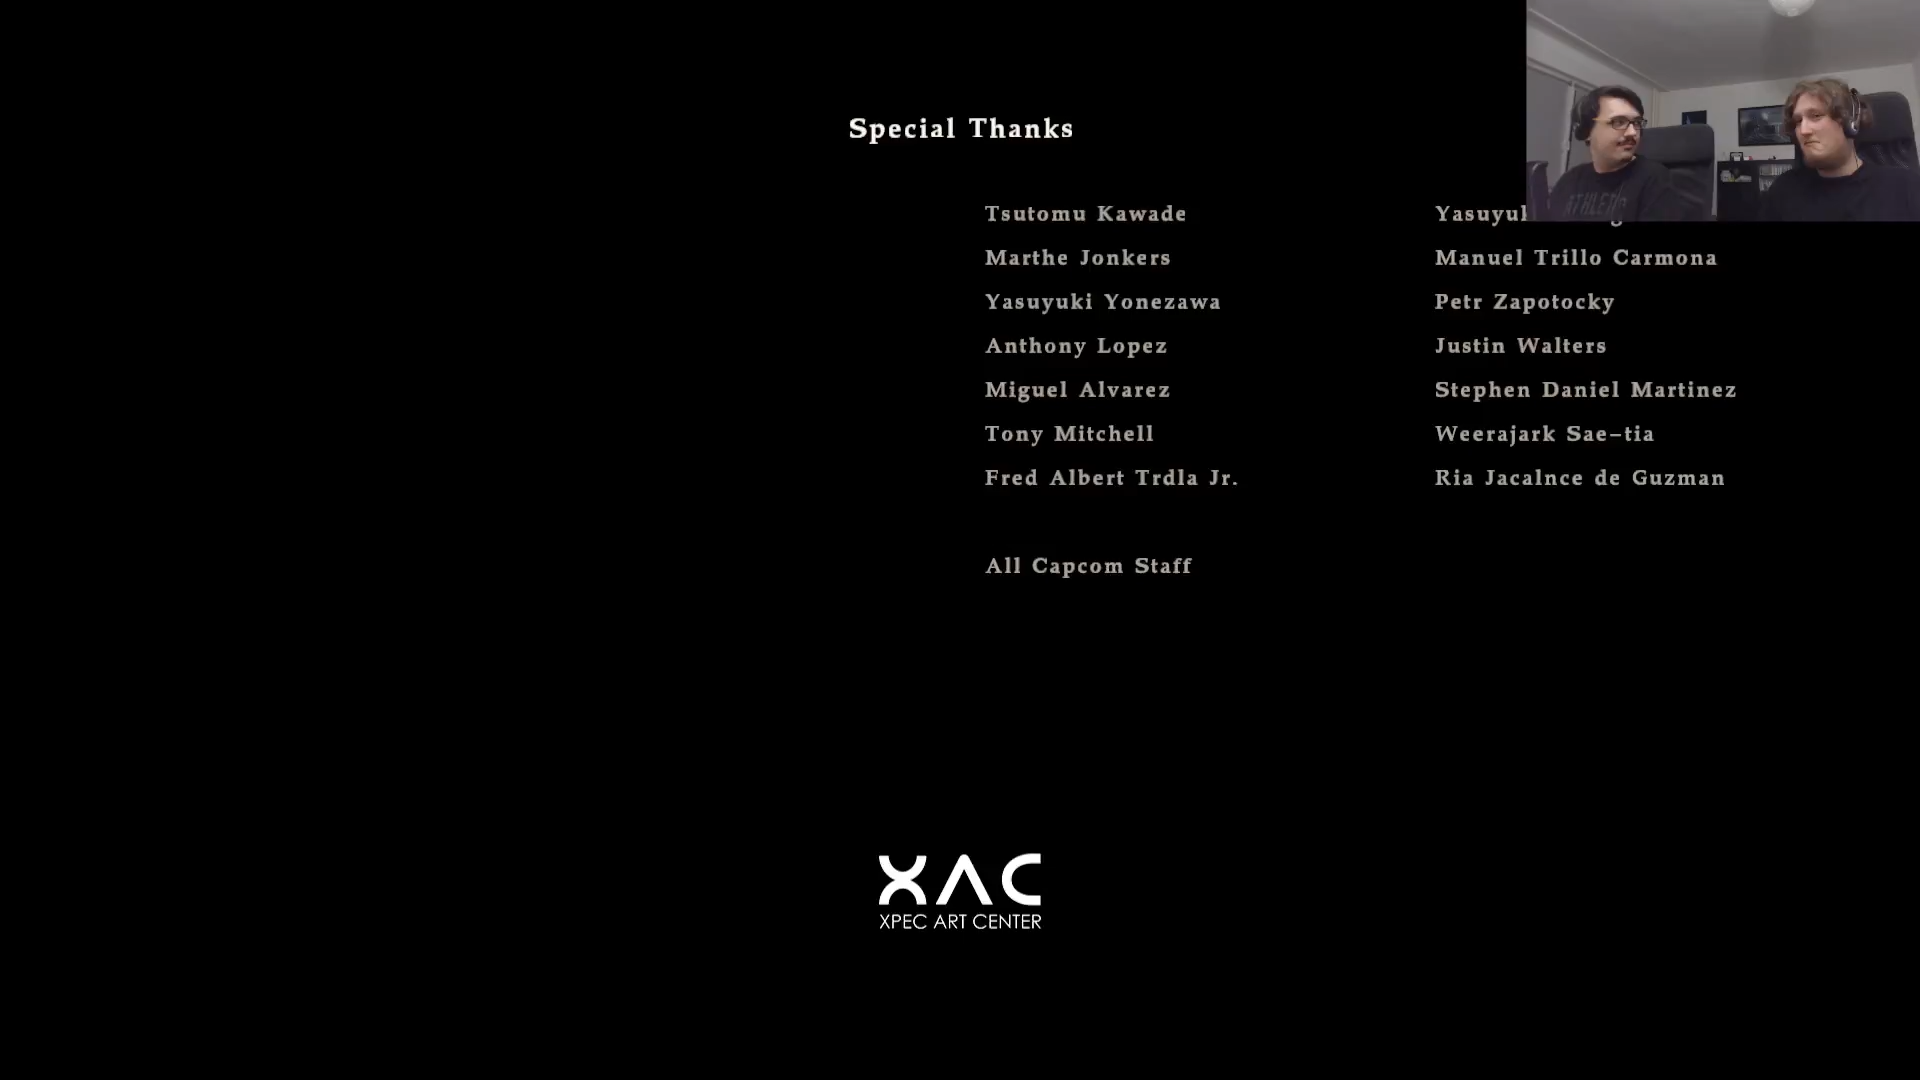 Special Thanks
Tsutomu Kawade
Marthe Jonkers Manuel Trillo Carmona
Yasuyuki Yonezawa Petr Zapotocky
Anthony Lopez Justin Walters
Miguel Alvarez Stephen Daniel Martinez
Tony Mitchell Weerajark Sae-tia
Fred Albert Trdla Jr. Ria Jacalnce de Guzman
All Capcom Staff
XAC
XPEC ART CENTER